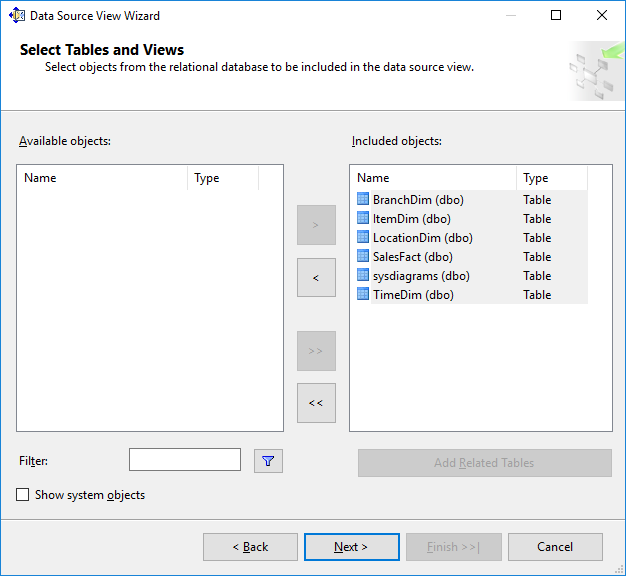 Data Source View Wizard
Select Tables and Views
Select objects from the relational database to be included in the data source view.
Available objects:
Included objects:
Name Type
Name Type
BranchDim (dbo) Table
ItemDim (dbo) Table
LocationDim (dbo) Table
SalesFact (dbo) Table
sysdiagrams (dbo) Table
TimeDim (dbo) Table
>
<
>>
<<
Filter:
Add Related Tables
Show system objects
< Back
Next >
Finish >>|
Cancel